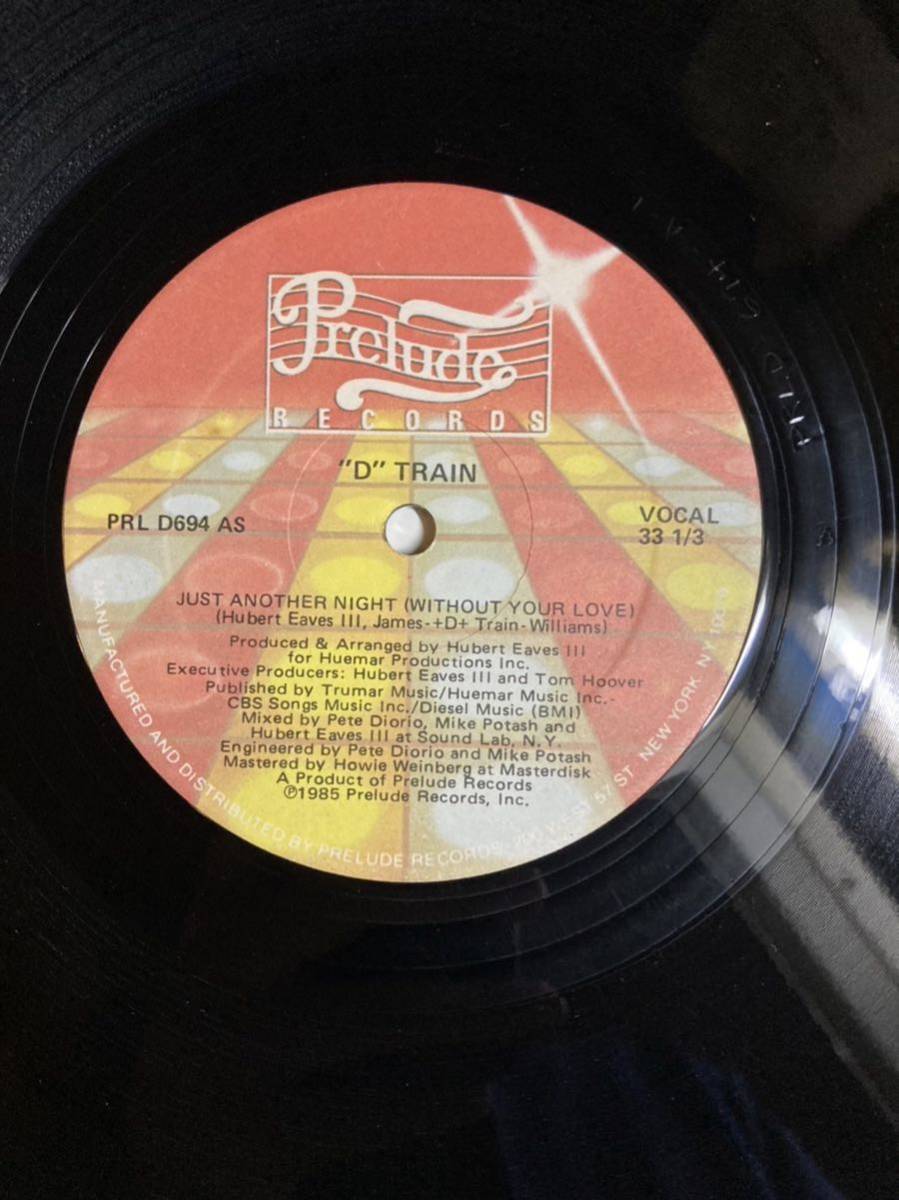 Prelude
RECORDS
"D" TRAIN
PRL D694 AS
VOCAL
33 1/3
JUST ANOTHER NIGHT (WITHOUT YOUR LOVE)
(Hubert Eaves III, James-+D+ Train-Williams)
Produced & Arranged by Hubert Eaves III
for Huemar Productions Inc.
Executive Producers: Hubert Eaves III and Tom Hoover
Published by Trumar Music/Huemar Music Inc.-
CBS Songs Music Inc./Diesel Music (BMI)
Mixed by Pete Diorio, Mike Potash and
Hubert Eaves III at Sound Lab, N.Y.
Engineered by Pete Diorio and Mike Potash
Mastered by Howie Weinberg at Masterdisk
A Product of Prelude Records
℗1985 Prelude Records, Inc.
MANUFACTURED AND DISTRIBUTED BY PRELUDE RECORDS-200 WEST 57 ST NEW YORK, N.Y.
PRLD